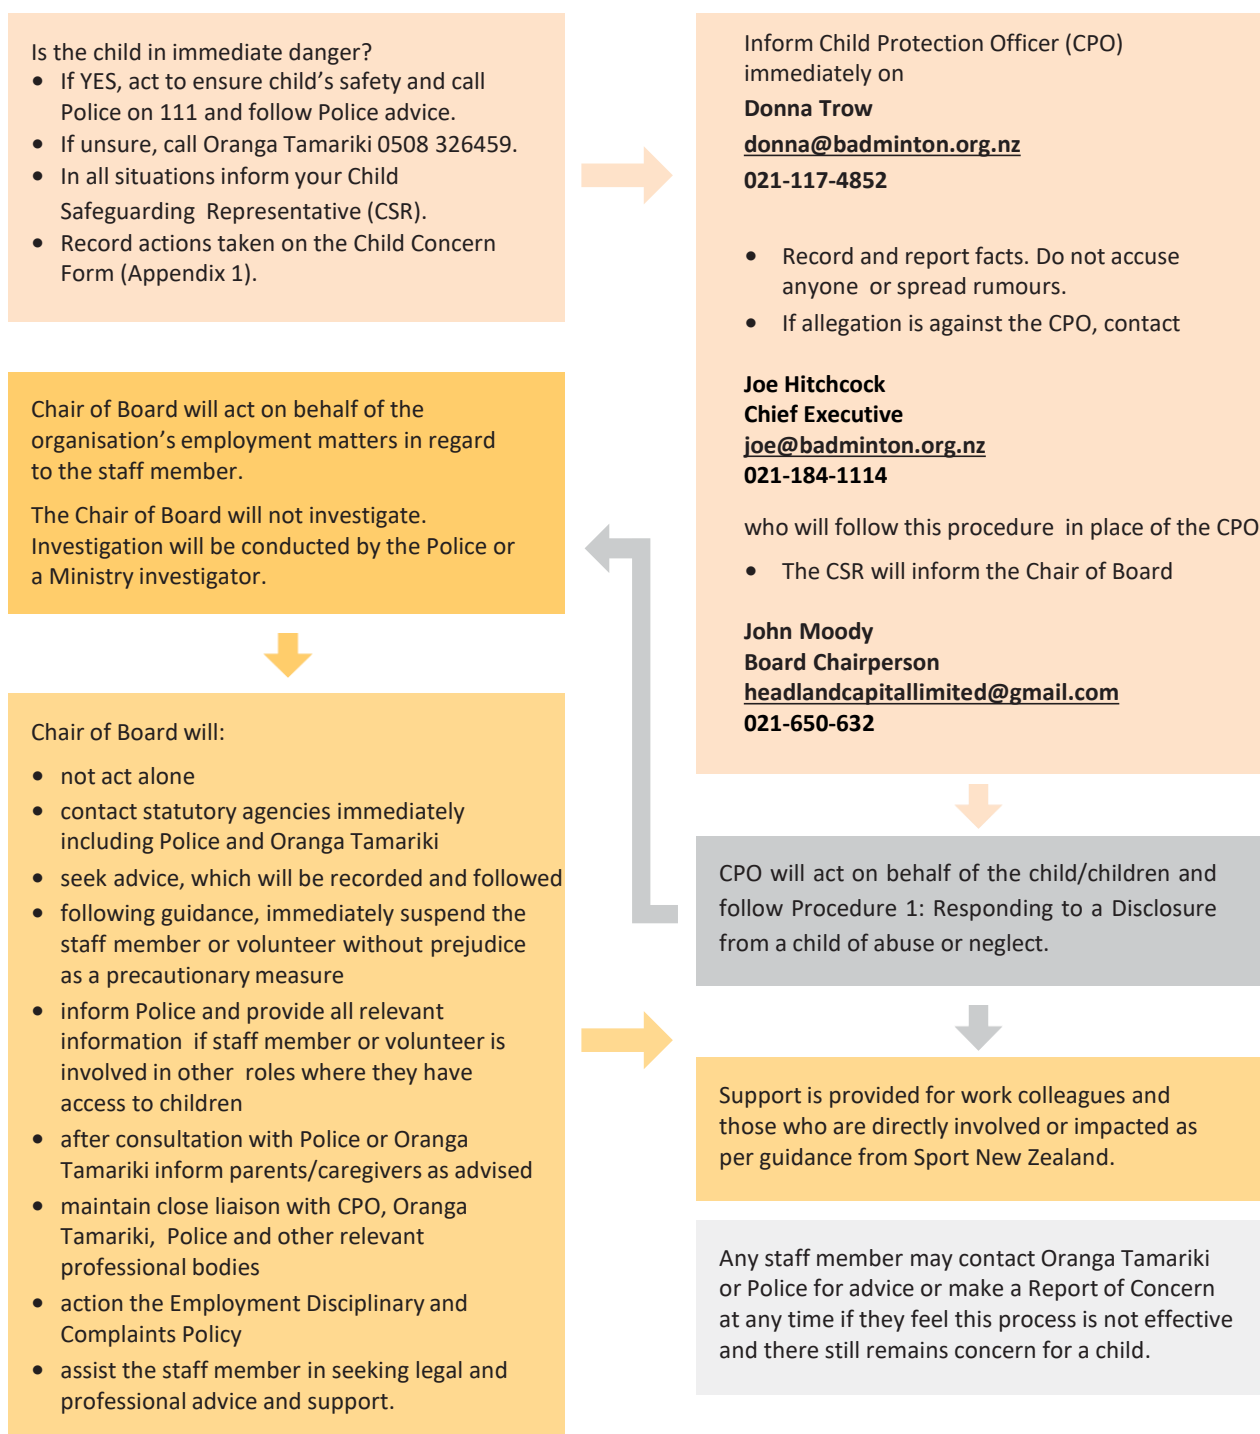 Is the child in immediate danger?
• If YES, act to ensure child's safety and call
Police on 111 and follow Police advice.
• If unsure, call Oranga Tamariki 0508 326459.
• In all situations inform your Child
Safeguarding Representative (CSR).
• Record actions taken on the Child Concern
Form (Appendix 1).
Inform Child Protection Officer (CPO)
immediately on
Donna Trow
donna@badminton.org.nz
021-117-4852
• Record and report facts. Do not accuse
anyone or spread rumours.
• If allegation is against the CPO, contact
Joe Hitchcock
Chief Executive
joe@badminton.org.nz
021-184-1114
who will follow this procedure in place of the CPO
• The CSR will inform the Chair of Board
John Moody
Board Chairperson
headlandcapitallimited@gmail.com
021-650-632
CPO will act on behalf of the child/children and
follow Procedure 1: Responding to a Disclosure
from a child of abuse or neglect.
Chair of Board will act on behalf of the
organisation's employment matters in regard
to the staff member.
The Chair of Board will not investigate.
Investigation will be conducted by the Police or
a Ministry investigator.
Chair of Board will:
• not act alone
• contact statutory agencies immediately
including Police and Oranga Tamariki
• seek advice, which will be recorded and followed
• following guidance, immediately suspend the
staff member or volunteer without prejudice
as a precautionary measure
• inform Police and provide all relevant
information if staff member or volunteer is
involved in other roles where they have
access to children
• after consultation with Police or Oranga
Tamariki inform parents/caregivers as advised
• maintain close liaison with CPO, Oranga
Tamariki, Police and other relevant
professional bodies
• action the Employment Disciplinary and
Complaints Policy
• assist the staff member in seeking legal and
professional advice and support.
Support is provided for work colleagues and
those who are directly involved or impacted as
per guidance from Sport New Zealand.
Any staff member may contact Oranga Tamariki
or Police for advice or make a Report of Concern
at any time if they feel this process is not effective
and there still remains concern for a child.